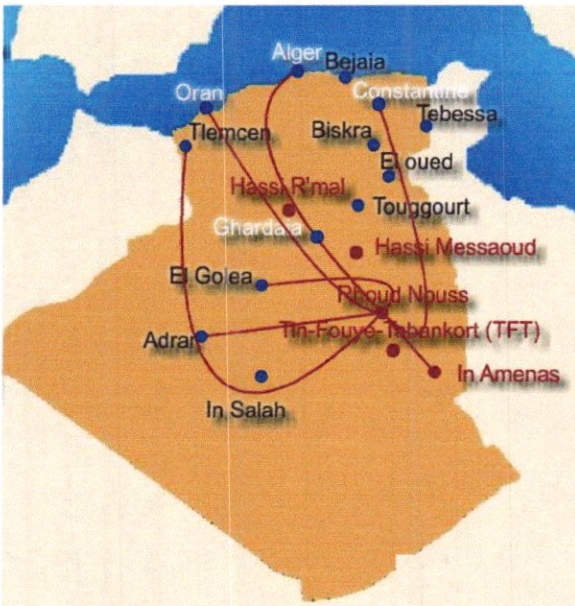 Alger
Bejaia
Oran
Constantine
Tebessa
Tlemcen
Biskra
El oued
Hassi R'mal
Touggourt
Ghardaia
Hassi Messaoud
El Golea
Rhoud Nouss
Tin-Fouye-Tabankort (TFT)
Adrar
In Amenas
In Salah